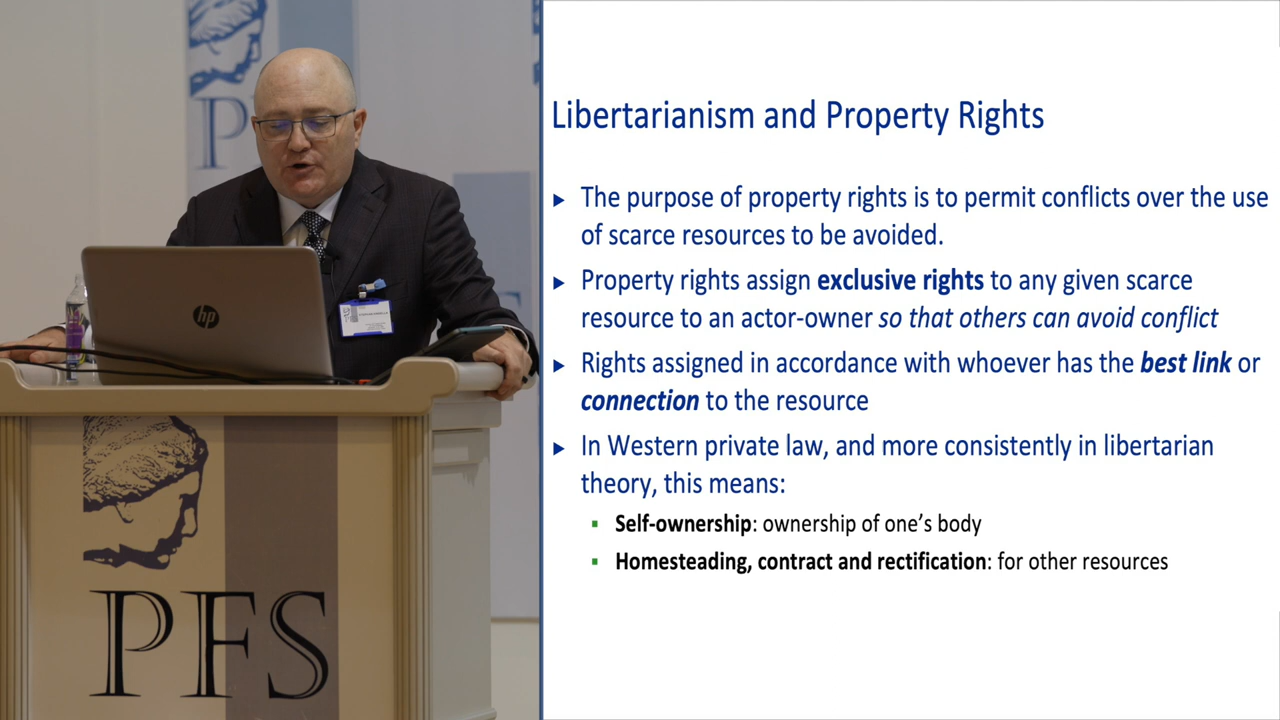 P
hp
PFS
Libertarianism and Property Rights
► The purpose of property rights is to permit conflicts over the use
of scarce resources to be avoided.
► Property rights assign exclusive rights to any given scarce
resource to an actor-owner so that others can avoid conflict
► Rights assigned in accordance with whoever has the best link or
connection to the resource
► In Western private law, and more consistently in libertarian
theory, this means:
▪ Self-ownership: ownership of one’s body
▪ Homesteading, contract and rectification: for other resources